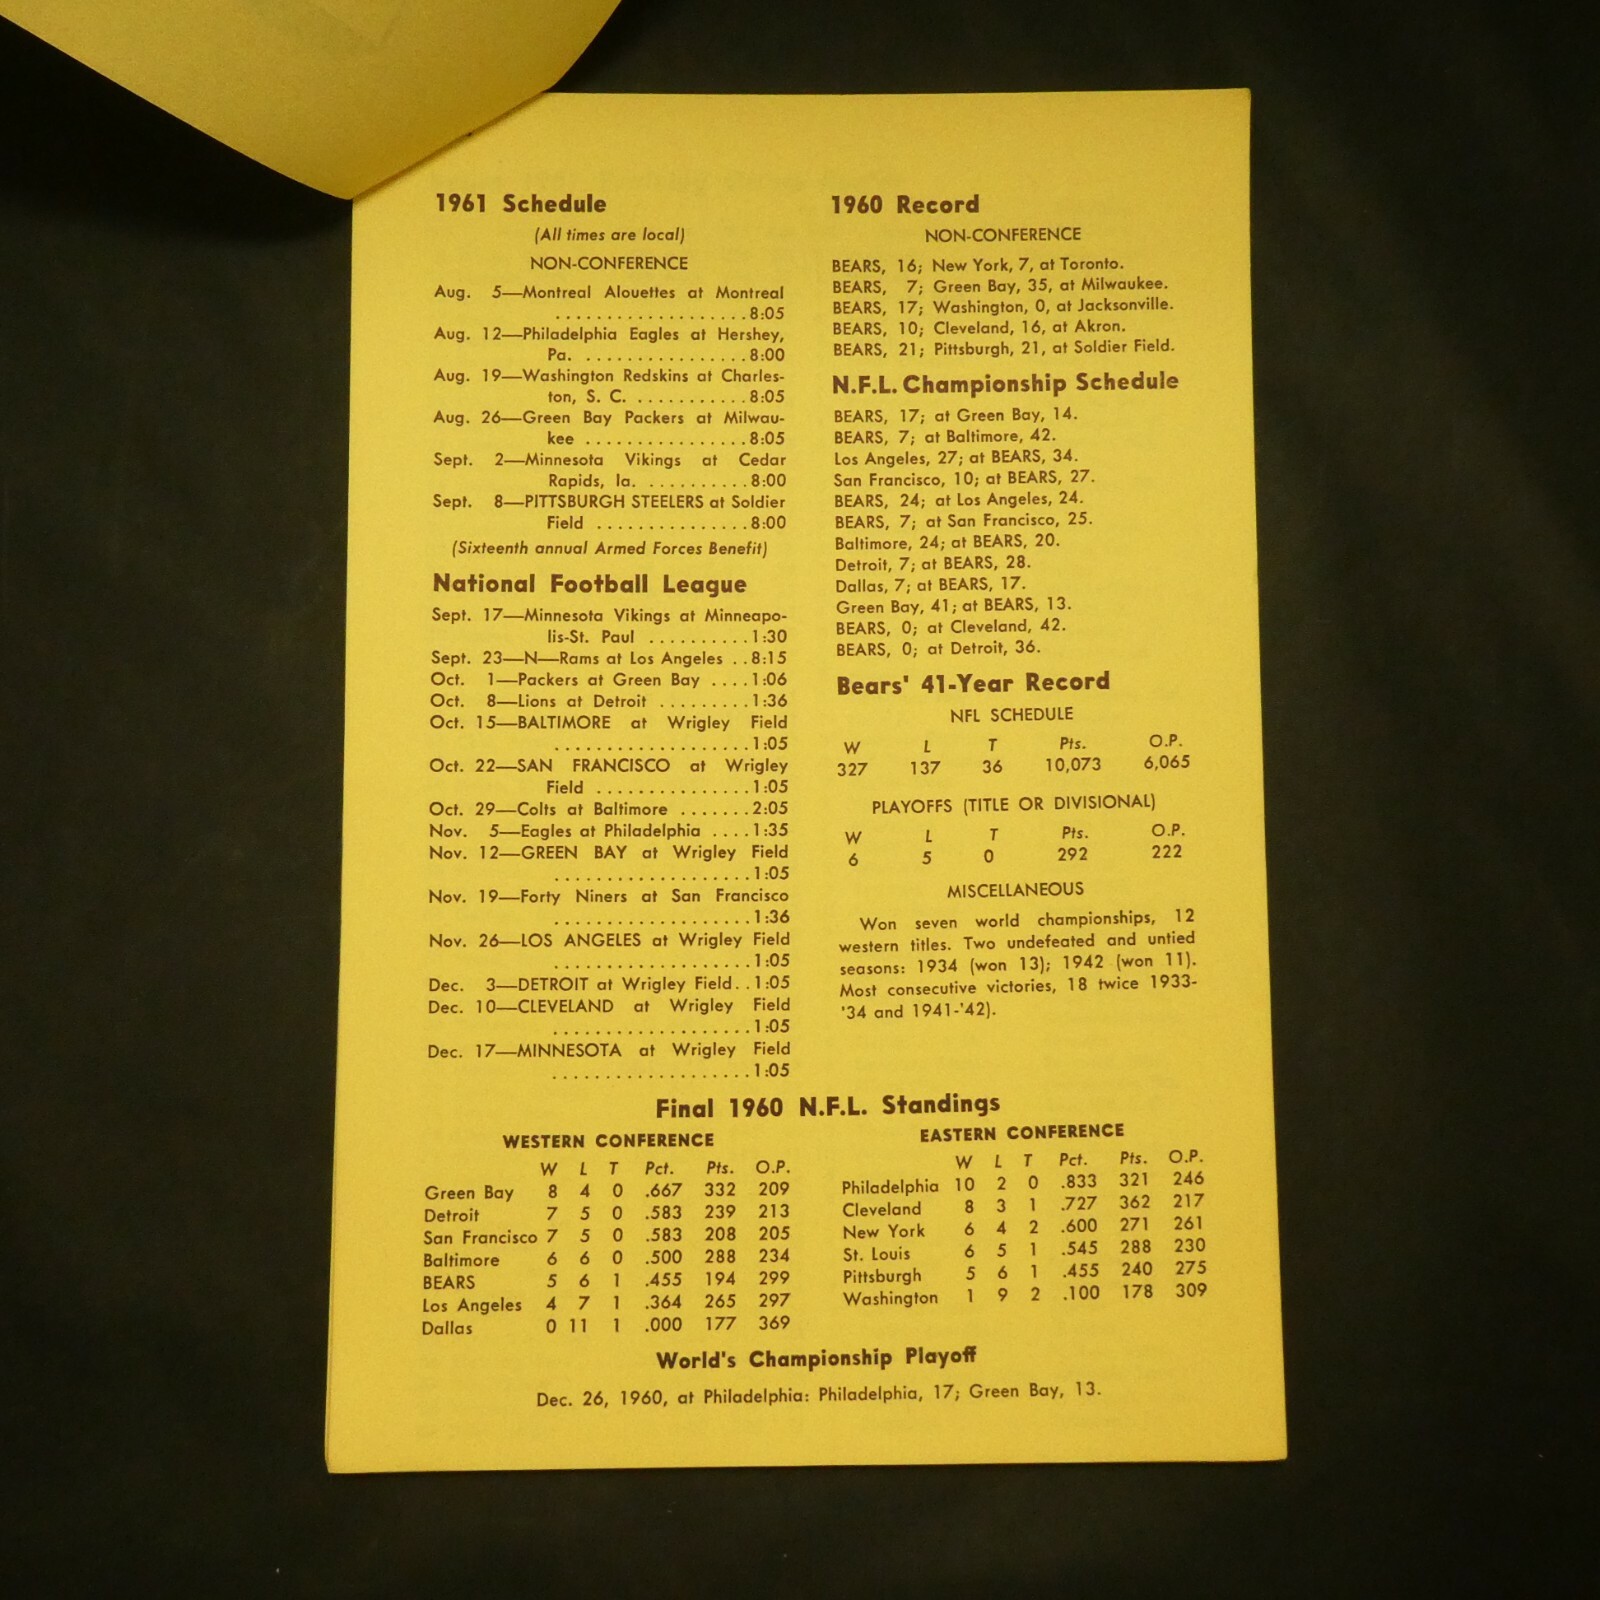 1961 Schedule
(All times are local)
NON-CONFERENCE
Aug. 5—Montreal Alouettes at Montreal
...................8:05
Aug. 12—Philadelphia Eagles at Hershey,
Pa. ................8:00
Aug. 19—Washington Redskins at Charles-
ton, S. C. ...........8:05
Aug. 26—Green Bay Packers at Milwau-
kee ................8:05
Sept. 2—Minnesota Vikings at Cedar
Rapids, Ia. ..........8:00
Sept. 8—PITTSBURGH STEELERS at Soldier
Field ...............8:00
(Sixteenth annual Armed Forces Benefit)
National Football League
Sept. 17—Minnesota Vikings at Minneapo-
lis-St. Paul ..........1:30
Sept. 23—N—Rams at Los Angeles ..8:15
Oct. 1—Packers at Green Bay ....1:06
Oct. 8—Lions at Detroit .........1:36
Oct. 15—BALTIMORE at Wrigley Field
...................1:05
Oct. 22—SAN FRANCISCO at Wrigley
Field ...............1:05
Oct. 29—Colts at Baltimore .......2:05
Nov. 5—Eagles at Philadelphia ....1:35
Nov. 12—GREEN BAY at Wrigley Field
...................1:05
Nov. 19—Forty Niners at San Francisco
...................1:36
Nov. 26—LOS ANGELES at Wrigley Field
...................1:05
Dec. 3—DETROIT at Wrigley Field..1:05
Dec. 10—CLEVELAND at Wrigley Field
...................1:05
Dec. 17—MINNESOTA at Wrigley Field
...................1:05
1960 Record
NON-CONFERENCE
BEARS, 16; New York, 7, at Toronto.
BEARS, 7; Green Bay, 35, at Milwaukee.
BEARS, 17; Washington, 0, at Jacksonville.
BEARS, 10; Cleveland, 16, at Akron.
BEARS, 21; Pittsburgh, 21, at Soldier Field.
N.F.L. Championship Schedule
BEARS, 17; at Green Bay, 14.
BEARS, 7; at Baltimore, 42.
Los Angeles, 27; at BEARS, 34.
San Francisco, 10; at BEARS, 27.
BEARS, 24; at Los Angeles, 24.
BEARS, 7; at San Francisco, 25.
Baltimore, 24; at BEARS, 20.
Detroit, 7; at BEARS, 28.
Dallas, 7; at BEARS, 17.
Green Bay, 41; at BEARS, 13.
BEARS, 0; at Cleveland, 42.
BEARS, 0; at Detroit, 36.
Bears' 41-Year Record
NFL SCHEDULE
W L T Pts. O.P.
327 137 36 10,073 6,065
PLAYOFFS (TITLE OR DIVISIONAL)
W L T Pts. O.P.
6 5 0 292 222
MISCELLANEOUS
Won seven world championships, 12
western titles. Two undefeated and untied
seasons: 1934 (won 13); 1942 (won 11).
Most consecutive victories, 18 twice 1933-
'34 and 1941-'42).
Final 1960 N.F.L. Standings
WESTERN CONFERENCE
W L T Pct. Pts. O.P.
Green Bay 8 4 0 .667 332 209
Detroit 7 5 0 .583 239 213
San Francisco 7 5 0 .583 208 205
Baltimore 6 6 0 .500 288 234
BEARS 5 6 1 .455 194 299
Los Angeles 4 7 1 .364 265 297
Dallas 0 11 1 .000 177 369
EASTERN CONFERENCE
W L T Pct. Pts. O.P.
Philadelphia 10 2 0 .833 321 246
Cleveland 8 3 1 .727 362 217
New York 6 4 2 .600 271 261
St. Louis 6 5 1 .545 288 230
Pittsburgh 5 6 1 .455 240 275
Washington 1 9 2 .100 178 309
World's Championship Playoff
Dec. 26, 1960, at Philadelphia: Philadelphia, 17; Green Bay, 13.